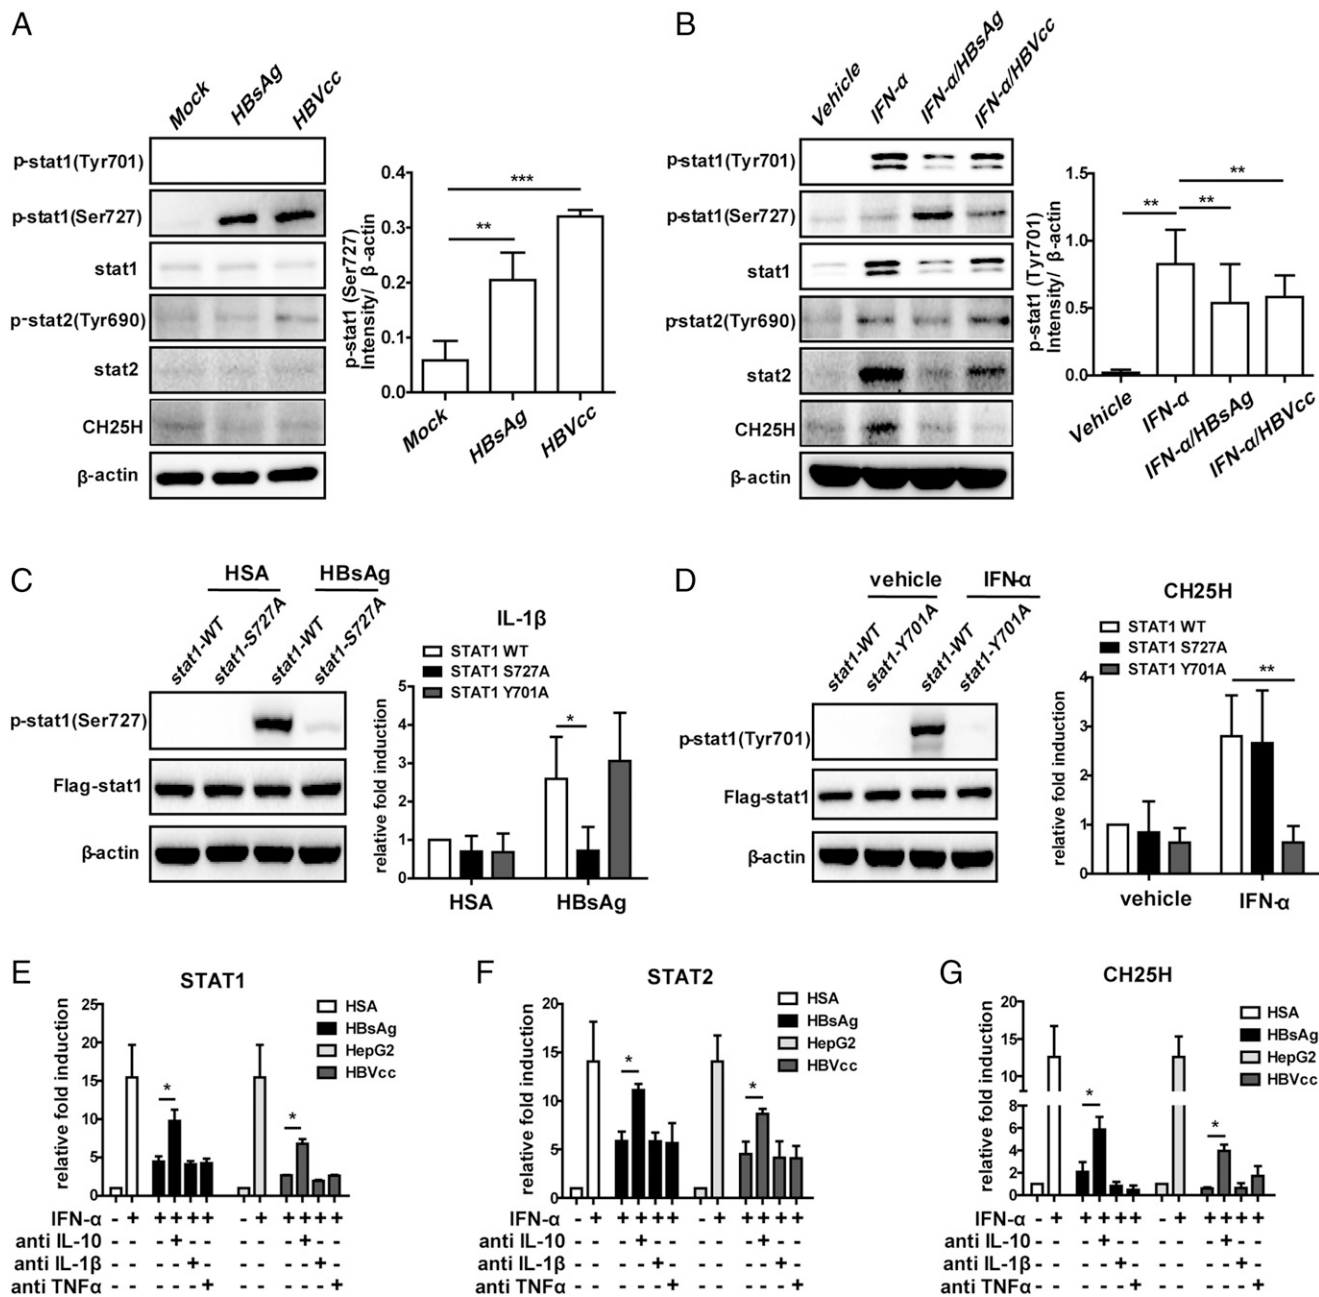 A
Mock
HBsAg
HBVcc
p-stat1(Tyr701)
p-stat1(Ser727)
stat1
p-stat2(Tyr690)
stat2
CH25H
β-actin
p-stat1 (Ser727)
Intensity/ β-actin
0.4
0.3
0.2
0.1
0.0
**
***
Mock
HBsAg
HBVcc
B
Vehicle
IFN-α
IFN-α/HBsAg
IFN-α/HBVcc
p-stat1(Tyr701)
p-stat1(Ser727)
stat1
p-stat2(Tyr690)
stat2
CH25H
β-actin
p-stat1 (Tyr701)
Intensity/ β-actin
1.5
1.0
0.5
0.0
**
**
**
Vehicle
IFN-α
IFN-α/HBsAg
IFN-α/HBVcc
C
HSA
HBsAg
stat1-WT
stat1-S727A
stat1-WT
stat1-S727A
p-stat1(Ser727)
Flag-stat1
β-actin
IL-1β
STAT1 WT
STAT1 S727A
STAT1 Y701A
relative fold induction
5
4
3
2
1
0
*
HSA
HBsAg
D
vehicle
IFN-α
stat1-WT
stat1-Y701A
stat1-WT
stat1-Y701A
p-stat1(Tyr701)
Flag-stat1
β-actin
CH25H
STAT1 WT
STAT1 S727A
STAT1 Y701A
relative fold induction
4
3
2
1
0
**
vehicle
IFN-α
E
STAT1
HSA
HBsAg
HepG2
HBVcc
relative fold induction
25
20
15
10
5
0
*
*
IFN-α - + + + + + - + + + + +
anti IL-10 - - - + - - - - - + - -
anti IL-1β - - - - + - - - - - + -
anti TNFα - - - - - + - - - - - +
F
STAT2
HSA
HBsAg
HepG2
HBVcc
relative fold induction
20
15
10
5
0
*
*
IFN-α - + + + + + - + + + + +
anti IL-10 - - - + - - - - - + - -
anti IL-1β - - - - + - - - - - + -
anti TNFα - - - - - + - - - - - +
G
CH25H
HSA
HBsAg
HepG2
HBVcc
relative fold induction
20
16
12
8
6
4
2
0
*
*
IFN-α - + + + + + - + + + + +
anti IL-10 - - - + - - - - - + - -
anti IL-1β - - - - + - - - - - + -
anti TNFα - - - - - + - - - - - +